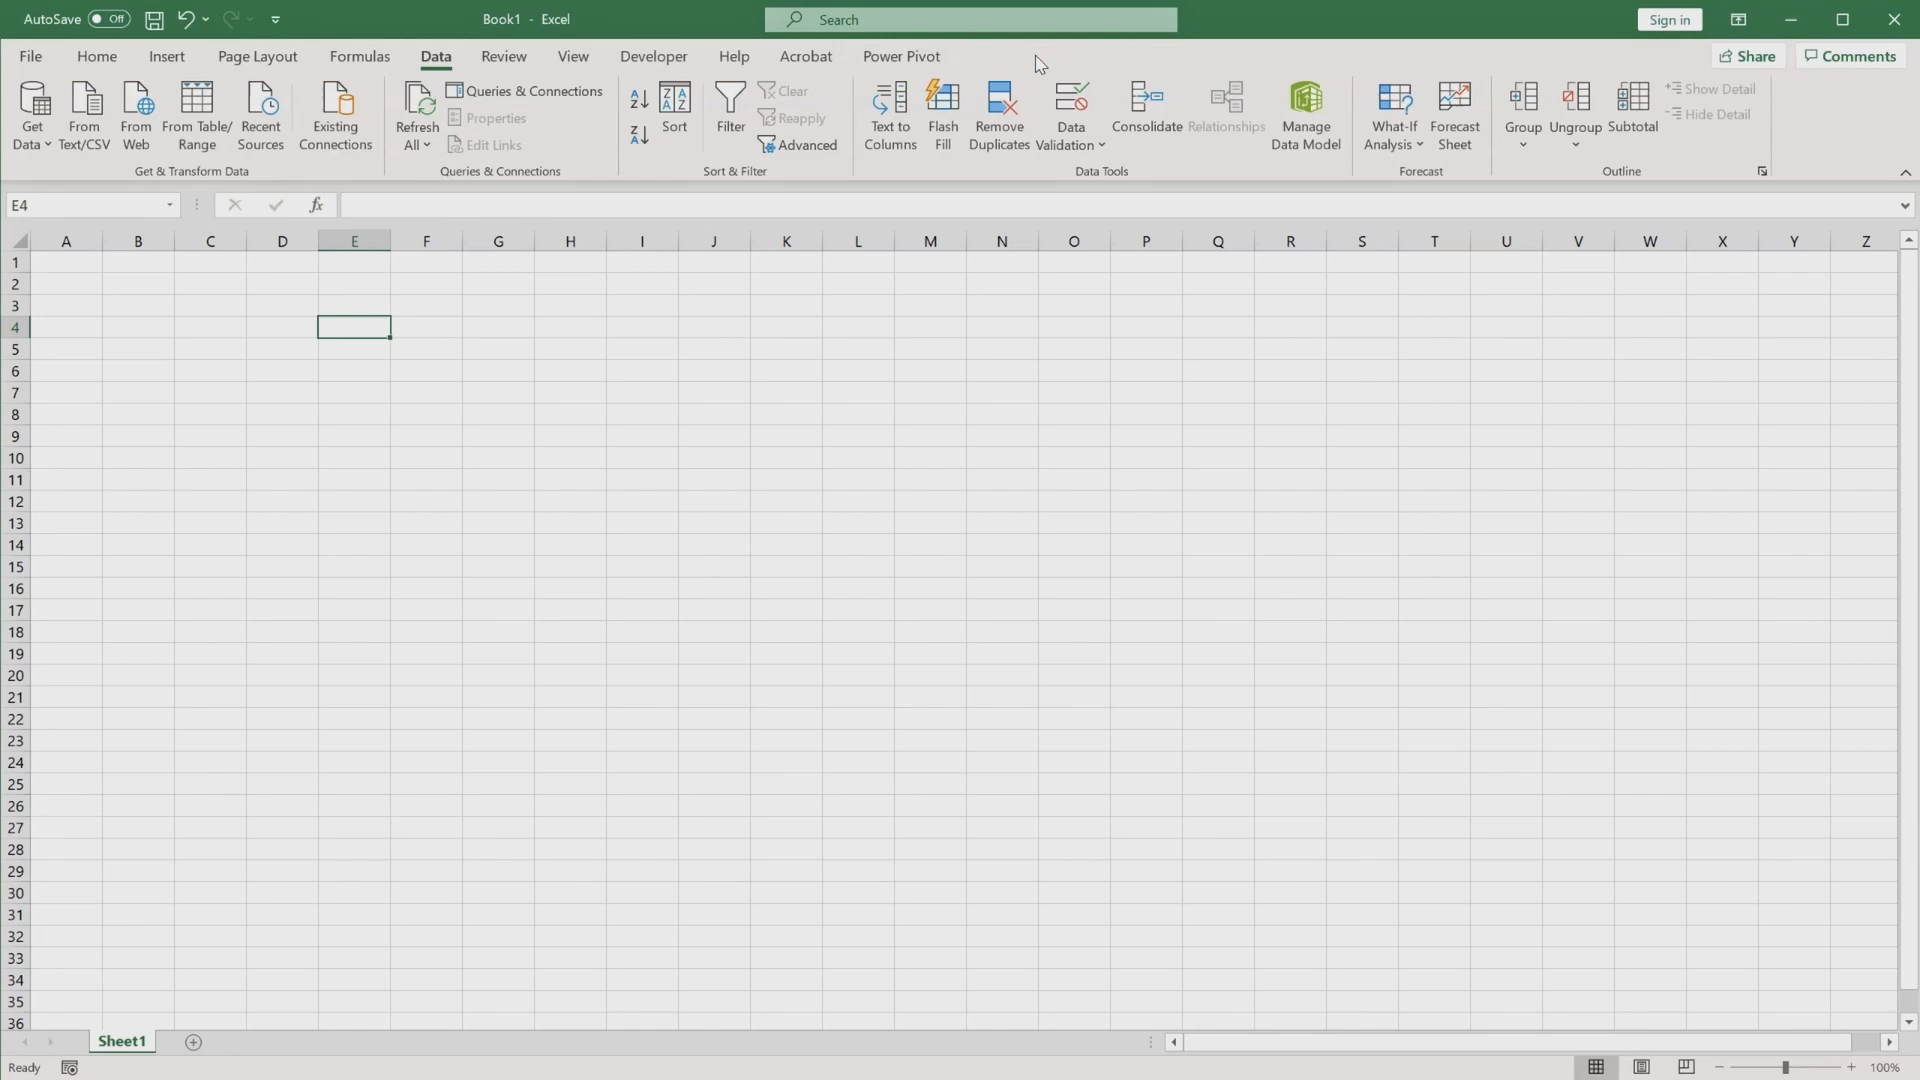 AutoSave Off Book1 - Excel Search Sign in
File Home Insert Page Layout Formulas Data Review View Developer Help Acrobat Power Pivot Share Comments
Get Data
From Text/CSV
From Web
From Table/ Range
Recent Sources
Existing Connections
Get & Transform Data
Refresh All
Queries & Connections
Properties
Edit Links
Queries & Connections
Sort
Filter
Clear
Reapply
Advanced
Sort & Filter
Text to Columns
Flash Fill
Remove Duplicates
Data Validation
Consolidate
Relationships
Manage Data Model
Data Tools
What-If Analysis
Forecast Sheet
Forecast
Group
Ungroup
Subtotal
Show Detail
Hide Detail
Outline
E4 fx
A B C D E F G H I J K L M N O P Q R S T U V W X Y Z
1
2
3
4
5
6
7
8
9
10
11
12
13
14
15
16
17
18
19
20
21
22
23
24
25
26
27
28
29
30
31
32
33
34
35
36
Sheet1
Ready 100%